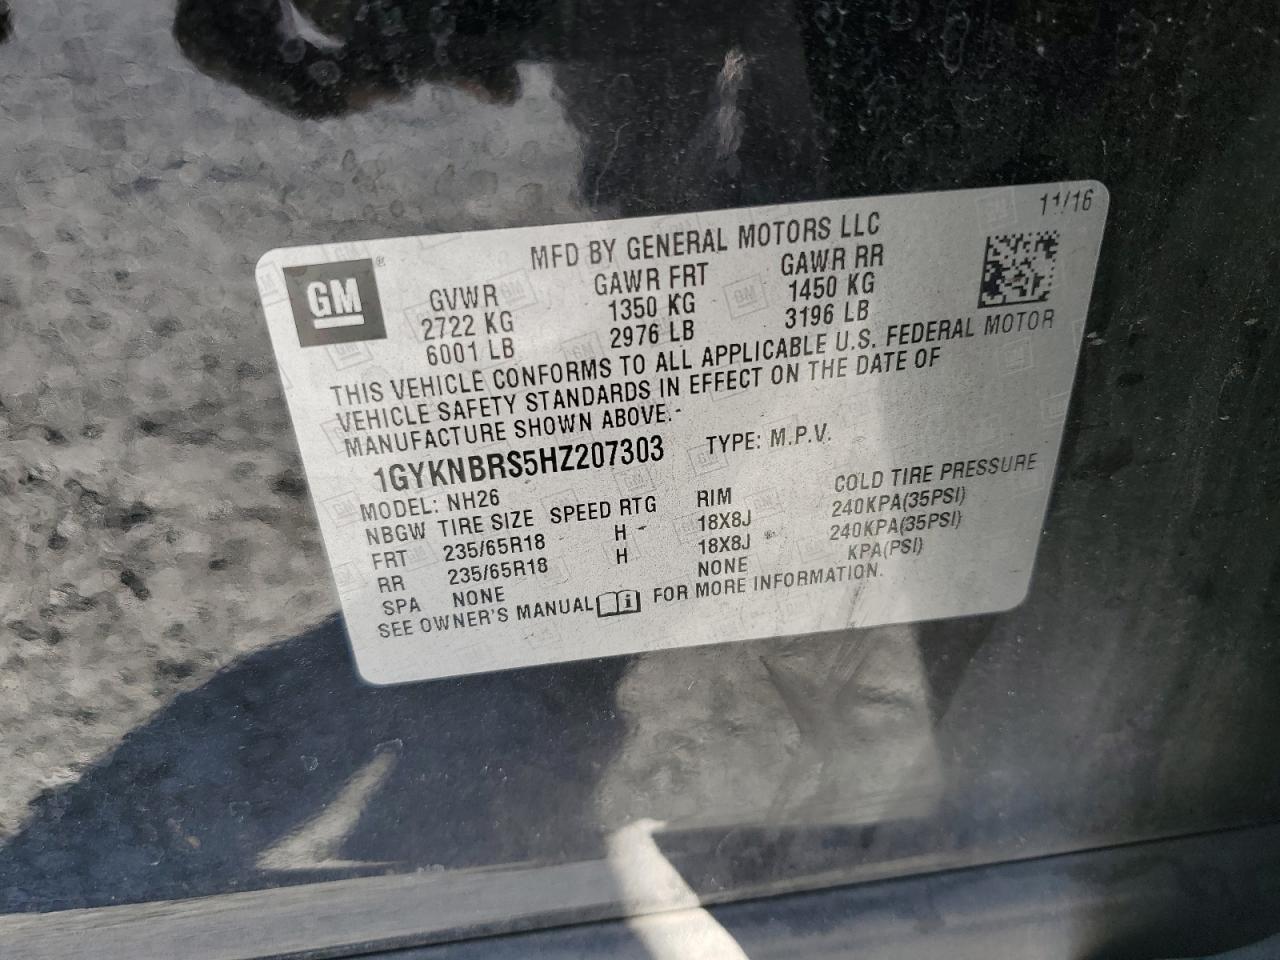 11/16
MFD BY GENERAL MOTORS LLC
GM®
GVWR GAWR FRT GAWR RR
2722 KG 1350 KG 1450 KG
6001 LB 2976 LB 3196 LB
THIS VEHICLE CONFORMS TO ALL APPLICABLE U.S. FEDERAL MOTOR
VEHICLE SAFETY STANDARDS IN EFFECT ON THE DATE OF
MANUFACTURE SHOWN ABOVE.
1GYKNBRS5HZ207303 TYPE: M.P.V.
MODEL: NH26
NBGW TIRE SIZE SPEED RTG RIM COLD TIRE PRESSURE
FRT 235/65R18 H 18X8J 240KPA(35PSI)
RR 235/65R18 H 18X8J 240KPA(35PSI)
SPA NONE NONE KPA(PSI)
SEE OWNER'S MANUAL FOR MORE INFORMATION.